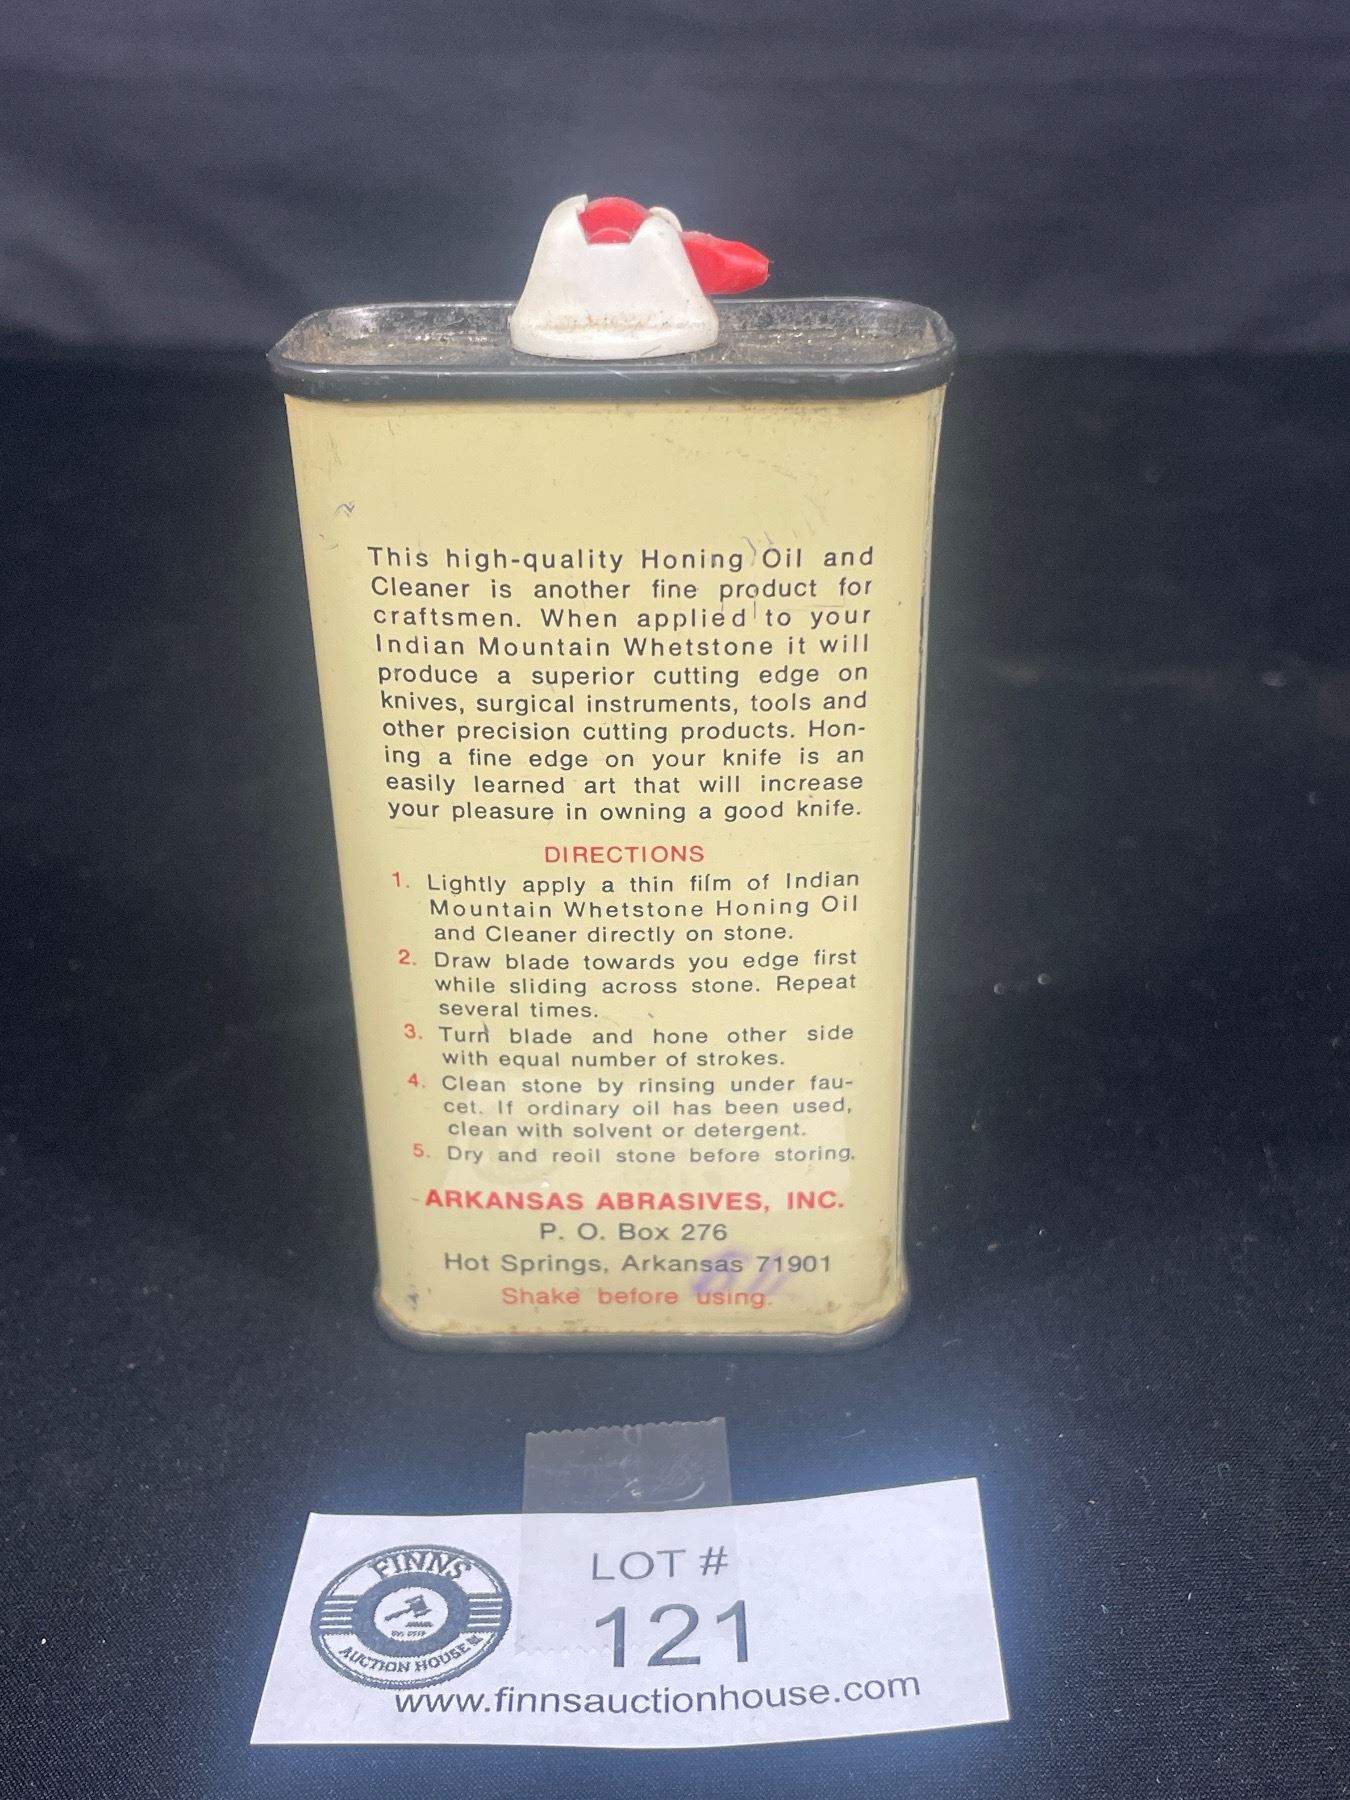 This high-quality Honing Oil and
Cleaner is another fine product for
craftsmen. When applied to your
Indian Mountain Whetstone it will
produce a superior cutting edge on
knives, surgical instruments, tools and
other precision cutting products. Hon-
ing a fine edge on your knife is an
easily learned art that will increase
your pleasure in owning a good knife.
DIRECTIONS
1. Lightly apply a thin film of Indian
Mountain Whetstone Honing Oil
and Cleaner directly on stone.
2. Draw blade towards you edge first
while sliding across stone. Repeat
several times.
3. Turn blade and hone other side
with equal number of strokes.
4. Clean stone by rinsing under fau-
cet. If ordinary oil has been used,
clean with solvent or detergent.
5. Dry and reoil stone before storing.
ARKANSAS ABRASIVES, INC.
P. O. Box 276
Hot Springs, Arkansas 71901
Shake before using.
FINNS
AUCTION HOUSE
LOT #
121
www.finnsauctionhouse.com